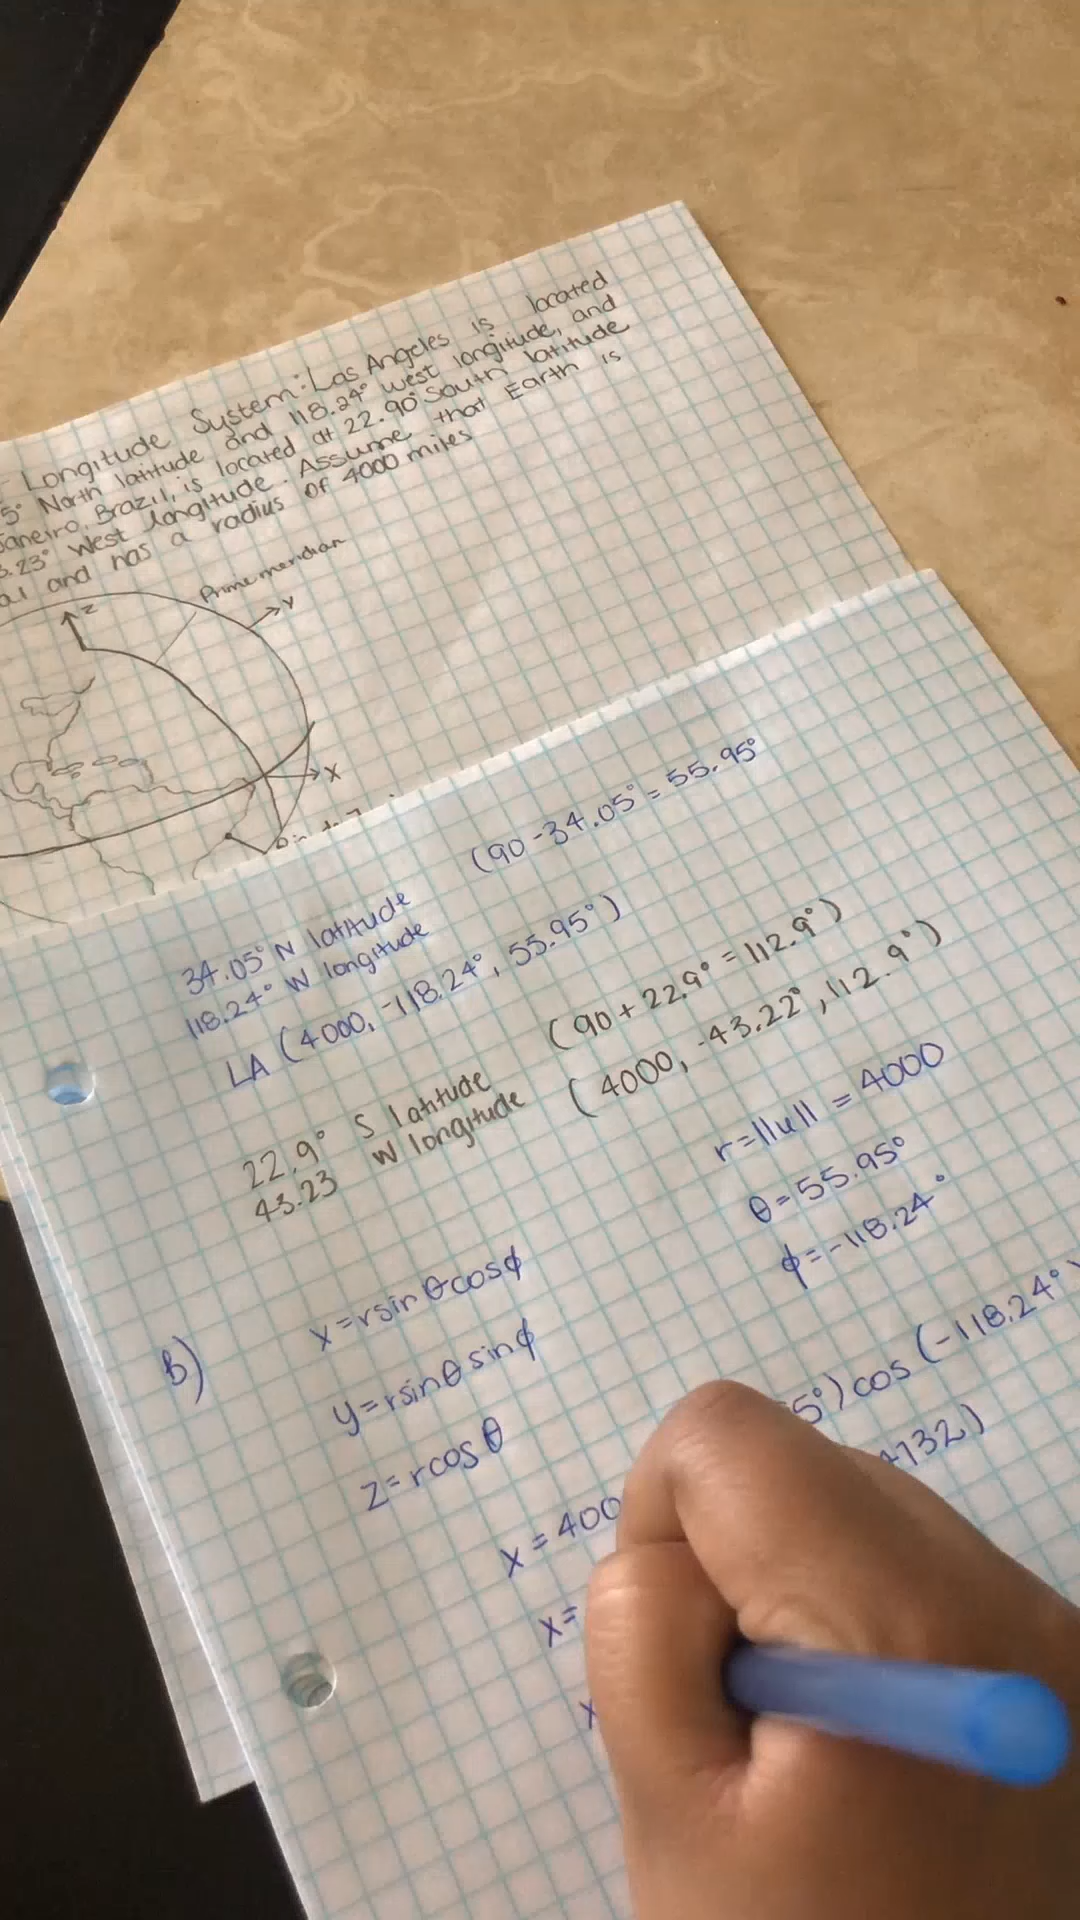 Longitude System: Las Angeles is located
5° North latitude and 118.24° west longitude, and
Janeiro, Brazil, is located at 22.90° South latitude
3.23° West longitude. Assume that Earth is
al and has a radius of 4000 miles
Prime meridian
Z
Y
X
(90 - 34.05° = 55.95°
34.05° N latitude
118.24° W longitude
LA (4000, -118.24°, 55.95°)
(90 + 22.9° = 112.9°)
22.9° S latitude
43.23 W longitude
(4000, -43.22°, 112.9°)
r = ||u|| = 4000
θ = 55.95°
ϕ = -118.24°
B)
x = r sin θ cos ϕ
y = r sin θ sin ϕ
z = r cos θ
x = 400 5°) cos (-118.24°)
x = 4732)
x